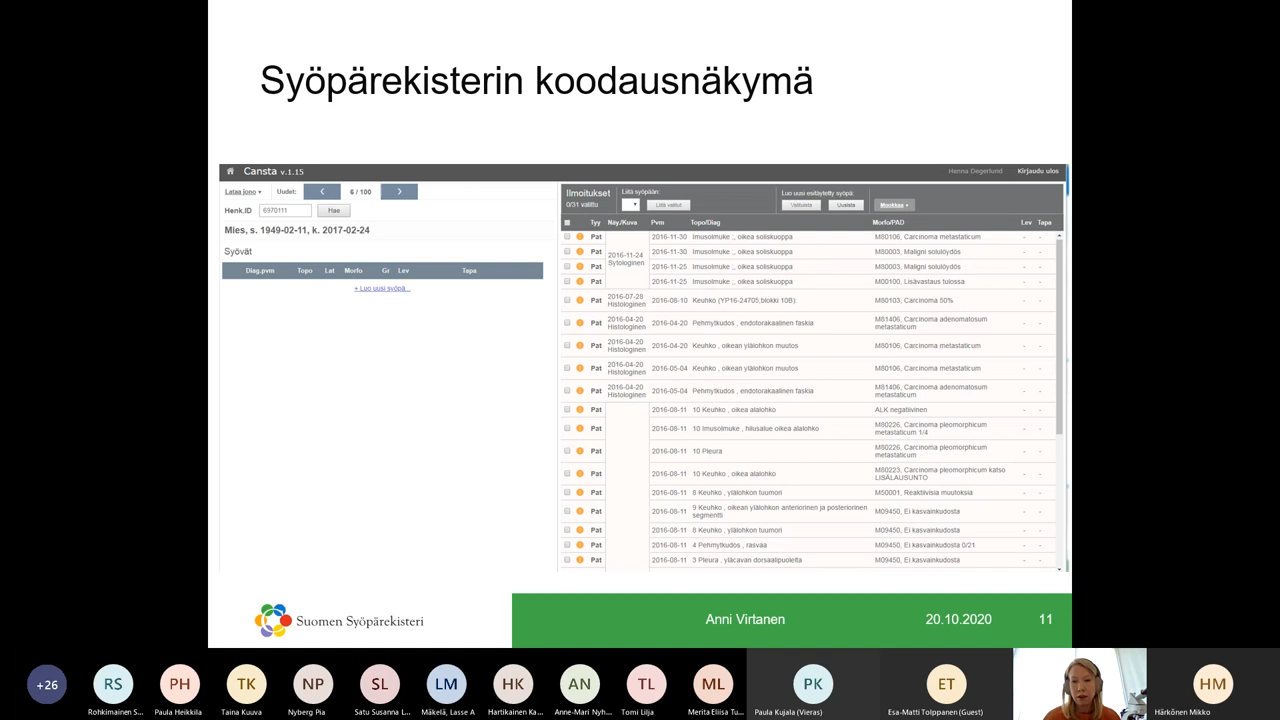 Syöpärekisterin koodausnäkymä
Cansta v.1.15
Henna Degerlund Kirjaudu ulos
Lataa jono Uudet: 6 / 100
Henk.ID 6970111 Hae
Mies, s. 1949-02-11, k. 2017-02-24
Syövät
Diag.pvm Topo Lat Morfo Gr Lev Tapa
+ Luo uusi syöpä...
Ilmoitukset Liitä syöpään: Luo uusi esitäytetty syöpä:
0/31 valittu Liitä valitut Valituista Uusista Muokkaa
Tyy Näy./Kuva Pvm Topo/Diag Morfo/PAD Lev Tapa
Pat 2016-11-24 Sytologinen 2016-11-30 Imusolmuke ,, oikea soliskuoppa M80106, Carcinoma metastaticum - -
Pat 2016-11-30 Imusolmuke ,, oikea soliskuoppa M80003, Maligni solulöydös - -
Pat 2016-11-25 Imusolmuke ,, oikea soliskuoppa M80003, Maligni solulöydös - -
Pat 2016-11-25 Imusolmuke ,, oikea soliskuoppa M00100, Lisävastaus tulossa - -
Pat 2016-07-28 Histologinen 2016-08-10 Keuhko (YP16-24705,blokki 10B): M80103, Carcinoma 50% - -
Pat 2016-04-20 Histologinen 2016-04-20 Pehmytkudos , endotorakaalinen faskia M81406, Carcinoma adenomatosum metastaticum - -
Pat 2016-04-20 Histologinen 2016-04-20 Keuhko , oikean ylälohkon muutos M80106, Carcinoma metastaticum - -
Pat 2016-04-20 Histologinen 2016-05-04 Keuhko , oikean ylälohkon muutos M80106, Carcinoma metastaticum - -
Pat 2016-04-20 Histologinen 2016-05-04 Pehmytkudos , endotorakaalinen faskia M81406, Carcinoma adenomatosum metastaticum - -
Pat 2016-08-11 10 Keuhko , oikea alalohko ALK negatiivinen - -
Pat 2016-08-11 10 Imusolmuke , hilusalue oikea alalohko M80226, Carcinoma pleomorphicum metastaticum 1/4 - -
Pat 2016-08-11 10 Pleura M80226, Carcinoma pleomorphicum metastaticum - -
Pat 2016-08-11 10 Keuhko , oikea alalohko M80223, Carcinoma pleomorphicum katso LISÄLAUSUNTO - -
Pat 2016-08-11 8 Keuhko , ylälohkon tuumori M50001, Reaktiivisia muutoksia - -
Pat 2016-08-11 9 Keuhko , oikean ylälohkon anteriorinen ja posteriorinen segmentti M09450, Ei kasvainkudosta - -
Pat 2016-08-11 8 Keuhko , ylälohkon tuumori M09450, Ei kasvainkudosta - -
Pat 2016-08-11 4 Pehmytkudos , rasvaa M09450, Ei kasvainkudosta 0/21 - -
Pat 2016-08-11 3 Pleura , yläcavan dorsaalipuolelta M09450, Ei kasvainkudosta - -
Suomen Syöpärekisteri
Anni Virtanen 20.10.2020 11
+26 RS PH TK NP SL LM HK AN TL ML PK ET HM
Rohkimainen S... Paula Heikkila Taina Kuuva Nyberg Pia Satu Susanna L... Mäkelä, Lasse A Hartikainen Ka... Anne-Mari Nyh... Tomi Lilja Merita Eliisa Tu... Paula Kujala (Vieras) Esa-Matti Tolppanen (Guest) Härkönen Mikko